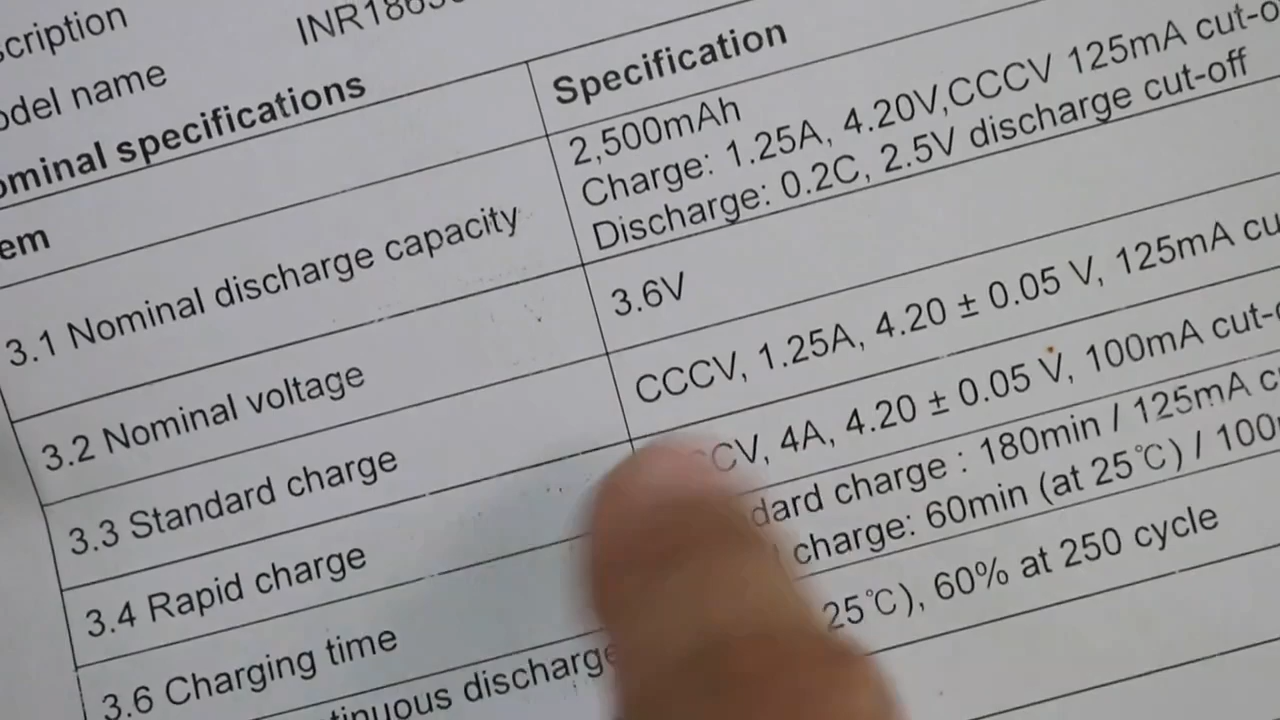 scription INR1865
odel name
ominal specifications
em Specification
3.1 Nominal discharge capacity 2,500mAh
Charge: 1.25A, 4.20V,CCCV 125mA cut-o
Discharge: 0.2C, 2.5V discharge cut-off
3.2 Nominal voltage 3.6V
3.3 Standard charge CCCV, 1.25A, 4.20 ± 0.05 V, 125mA cu
3.4 Rapid charge CV, 4A, 4.20 ± 0.05 V, 100mA cut-
3.6 Charging time dard charge : 180min / 125mA c
charge: 60min (at 25℃) / 100
tinuous discharge 25℃), 60% at 250 cycle